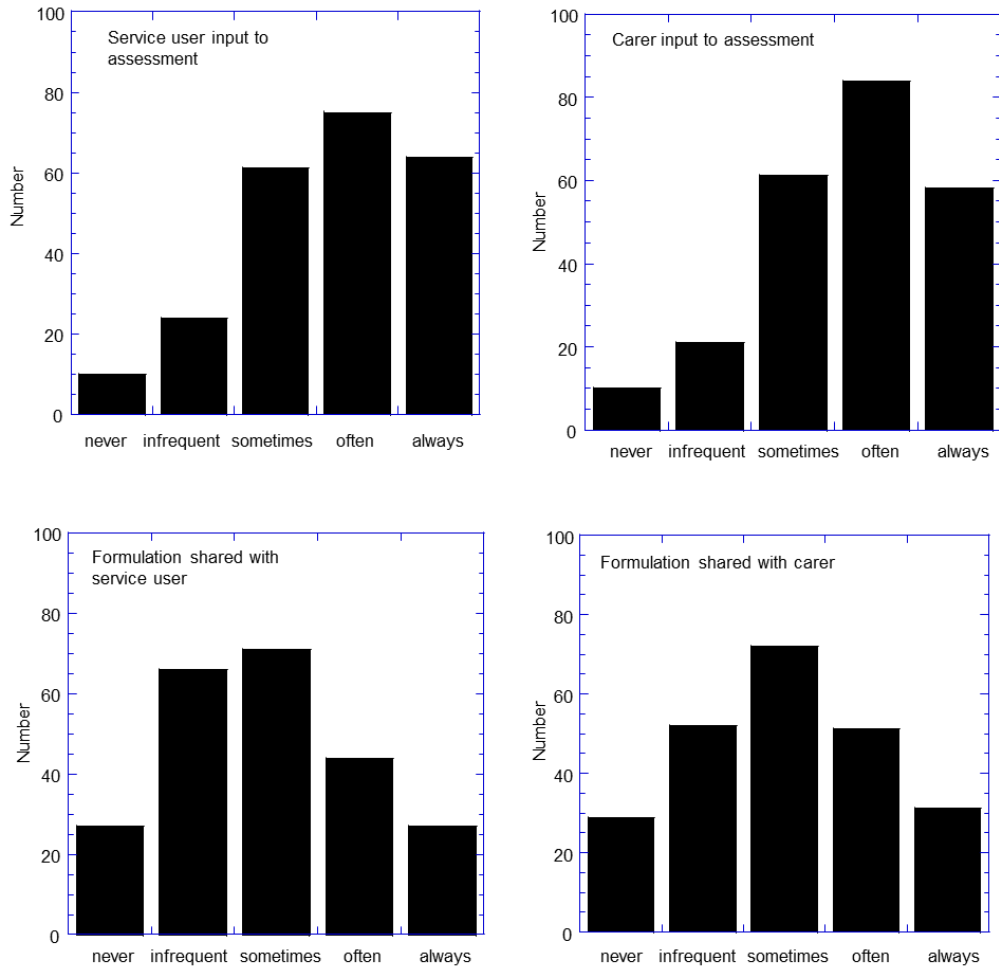 Service user input to
assessment
Number
100
80
60
40
20
0
never infrequent sometimes often always
Carer input to assessment
Number
100
80
60
40
20
0
never infrequent sometimes often always
Formulation shared with
service user
Number
100
80
60
40
20
0
never infrequent sometimes often always
Formulation shared with carer
Number
100
80
60
40
20
0
never infrequent sometimes often always